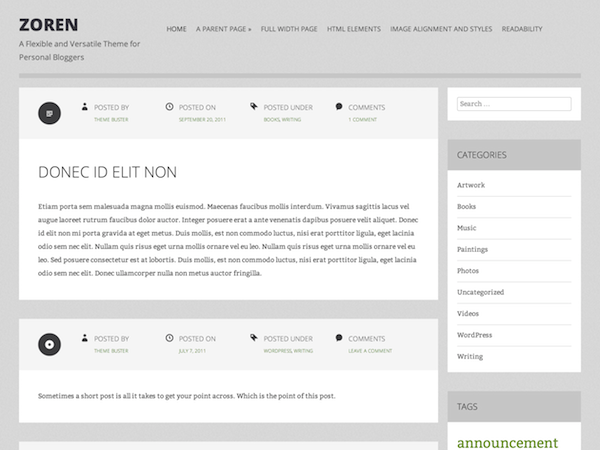 ZOREN
A Flexible and Versatile Theme for
Personal Bloggers
HOME A PARENT PAGE » FULL WIDTH PAGE HTML ELEMENTS IMAGE ALIGNMENT AND STYLES READABILITY
POSTED BY POSTED ON POSTED UNDER COMMENTS
THEME BUSTER SEPTEMBER 20, 2011 BOOKS, WRITING 1 COMMENT
DONEC ID ELIT NON
Etiam porta sem malesuada magna mollis euismod. Maecenas faucibus mollis interdum. Vivamus sagittis lacus vel
augue laoreet rutrum faucibus dolor auctor. Integer posuere erat a ante venenatis dapibus posuere velit aliquet. Donec
id elit non mi porta gravida at eget metus. Duis mollis, est non commodo luctus, nisi erat porttitor ligula, eget lacinia
odio sem nec elit. Nullam quis risus eget urna mollis ornare vel eu leo. Nullam quis risus eget urna mollis ornare vel eu
leo. Sed posuere consectetur est at lobortis. Duis mollis, est non commodo luctus, nisi erat porttitor ligula, eget lacinia
odio sem nec elit. Donec ullamcorper nulla non metus auctor fringilla.
POSTED BY POSTED ON POSTED UNDER COMMENTS
THEME BUSTER JULY 7, 2011 WORDPRESS, WRITING LEAVE A COMMENT
Sometimes a short post is all it takes to get your point across. Which is the point of this post.
Search ...
CATEGORIES
Artwork
Books
Music
Paintings
Photos
Uncategorized
Videos
WordPress
Writing
TAGS
announcement